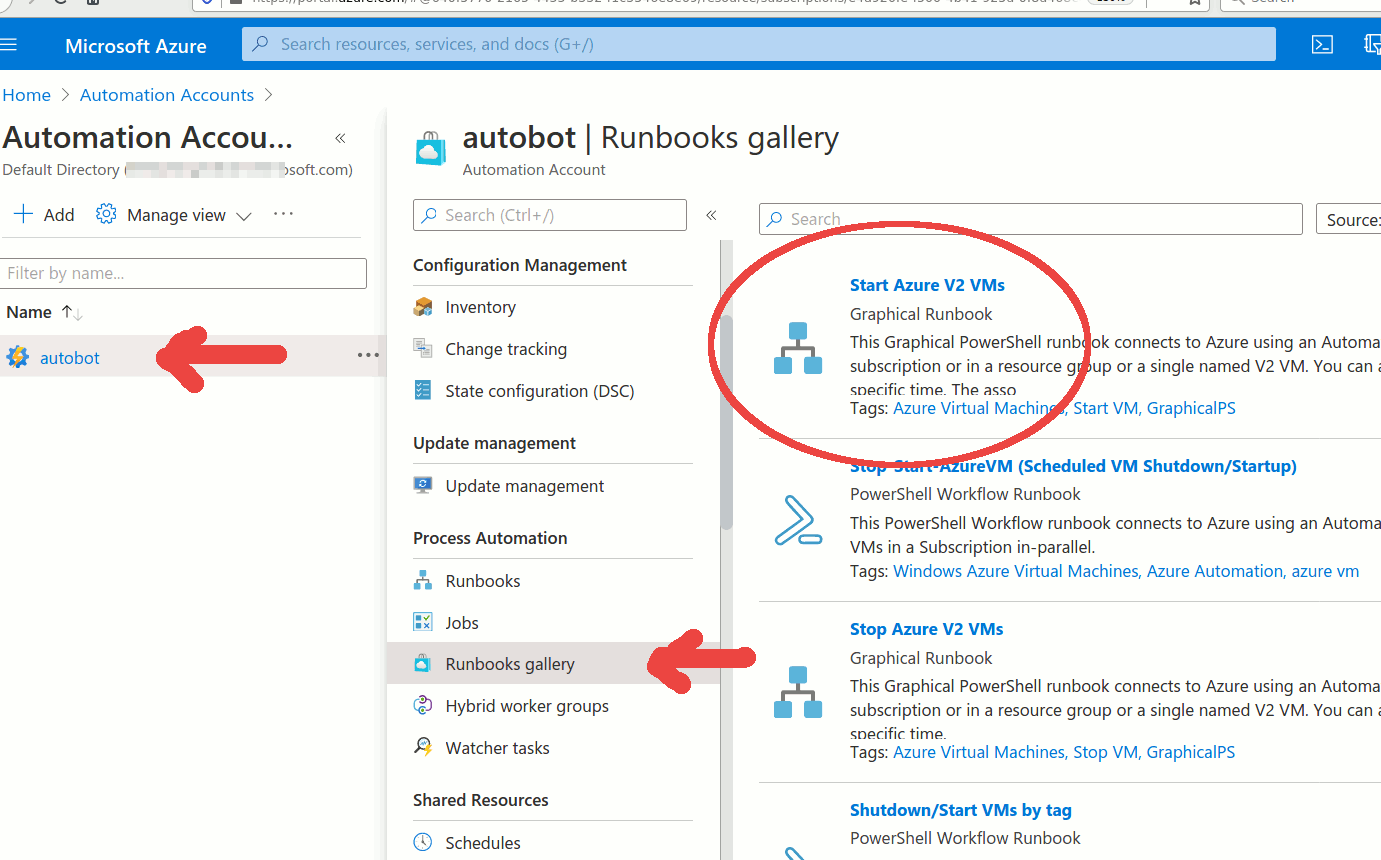 Microsoft Azure
Search resources, services, and docs (G+/)
Home > Automation Accounts >
Automation Accou... «
Default Directory ( osoft.com)
+ Add Manage view ...
Filter by name...
Name ↑↓
autobot ...
autobot | Runbooks gallery
Automation Account
Search (Ctrl+/) «
Configuration Management
Inventory
Change tracking
State configuration (DSC)
Update management
Update management
Process Automation
Runbooks
Jobs
Runbooks gallery
Hybrid worker groups
Watcher tasks
Shared Resources
Schedules
Search
Source:
Start Azure V2 VMs
Graphical Runbook
This Graphical PowerShell runbook connects to Azure using an Automa
subscription or in a resource group or a single named V2 VM. You can a
specific time. The asso
Tags: Azure Virtual Machines, Start VM, GraphicalPS
Stop-Start-AzureVM (Scheduled VM Shutdown/Startup)
PowerShell Workflow Runbook
This PowerShell Workflow runbook connects to Azure using an Automa
VMs in a Subscription in-parallel.
Tags: Windows Azure Virtual Machines, Azure Automation, azure vm
Stop Azure V2 VMs
Graphical Runbook
This Graphical PowerShell runbook connects to Azure using an Automa
subscription or in a resource group or a single named V2 VM. You can a
specific time.
Tags: Azure Virtual Machines, Stop VM, GraphicalPS
Shutdown/Start VMs by tag
PowerShell Workflow Runbook